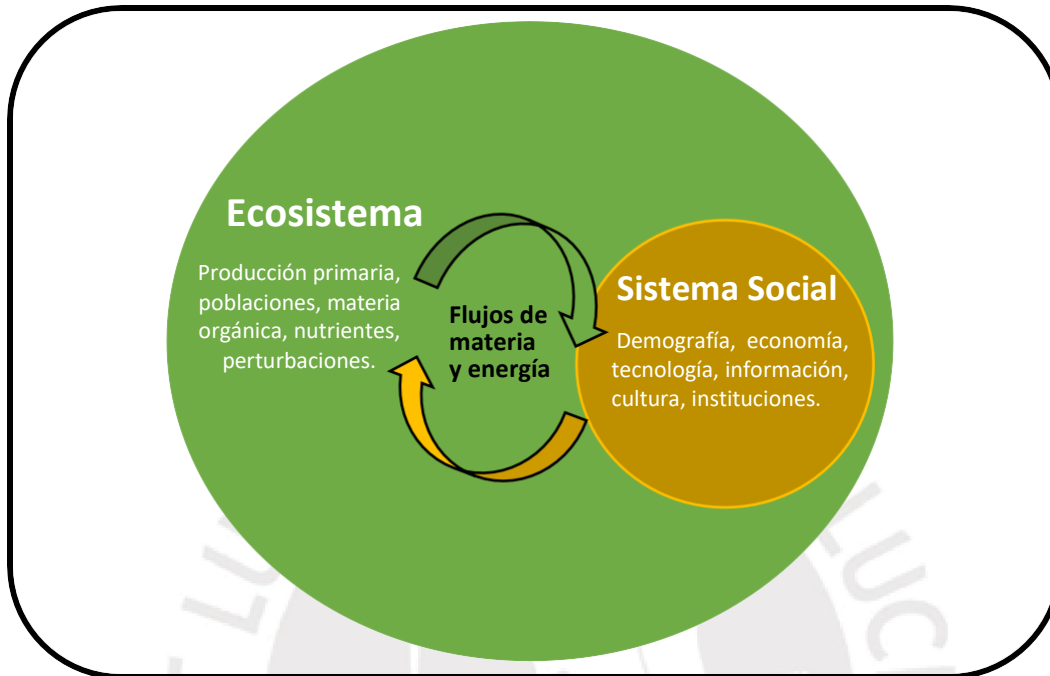 Ecosistema
Producción primaria,
poblaciones, materia
orgánica, nutrientes,
perturbaciones.
Flujos de
materia
y energía
Sistema Social
Demografía, economía,
tecnología, información,
cultura, instituciones.